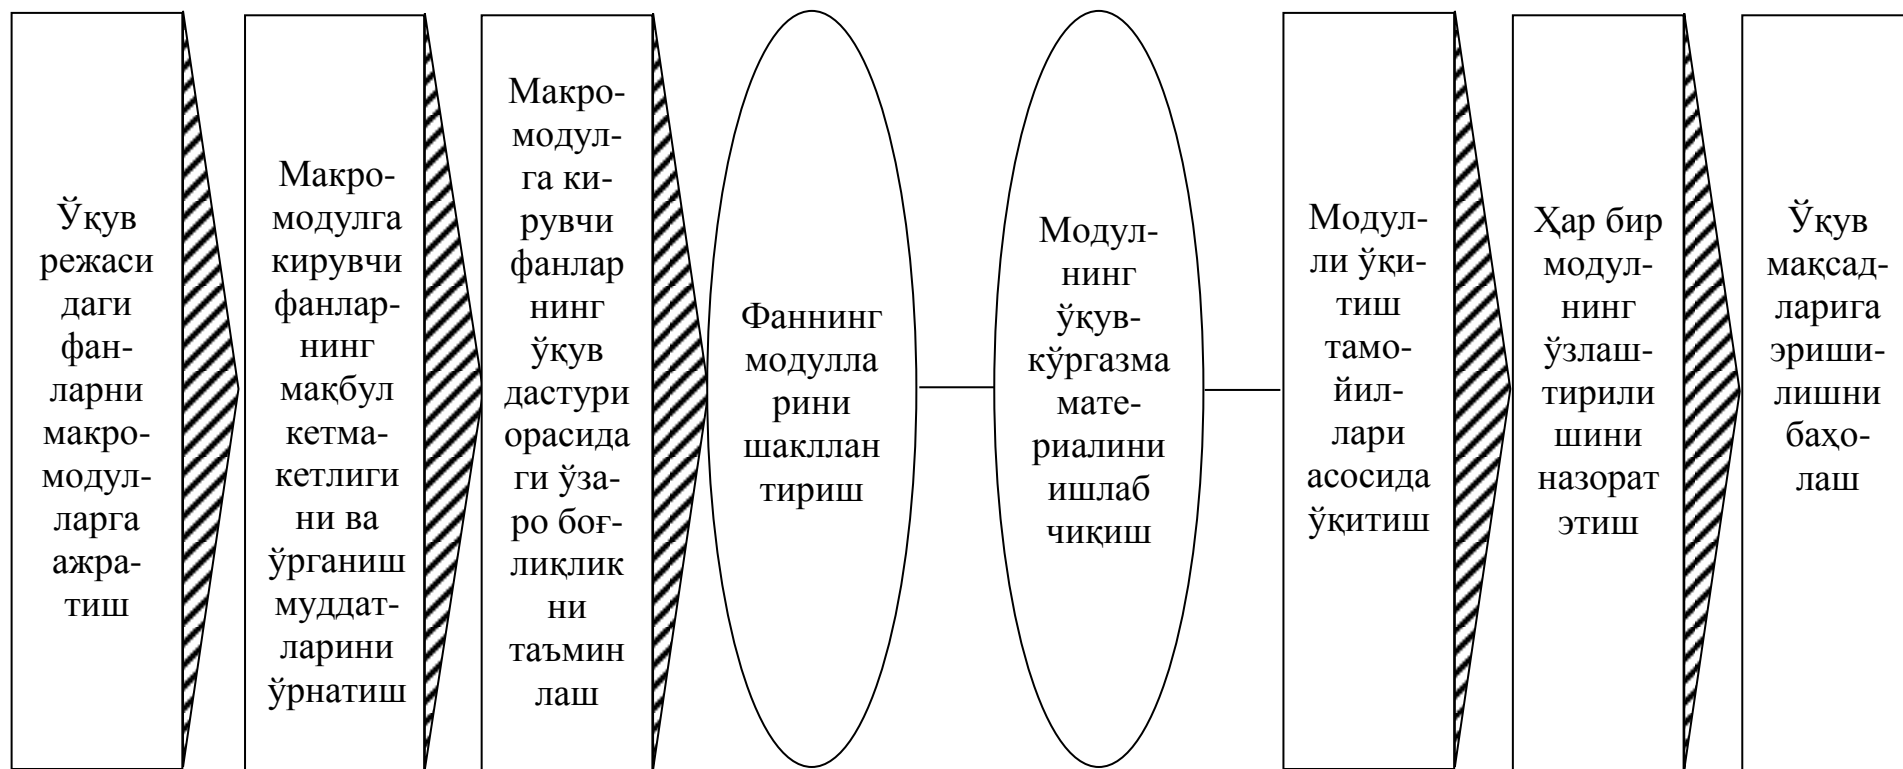 Ўқув
режаси
даги
фан-
ларни
макро-
модул-
ларга
ажра-
тиш
Макро-
модулга
кирувчи
фанлар-
нинг
мақбул
кетма-
кетлиги
ни ва
ўрганиш
муддат-
ларини
ўрнатиш
Макро-
модул-
га ки-
рувчи
фанлар
нинг
ўқув
дастури
орасида
ги ўза-
ро боғ-
лиқлик
ни
таъмин
лаш
Фаннинг
модулла
рини
шакллан
тириш
Модул-
нинг
ўқув-
кўргазма
мате-
риалини
ишлаб
чиқиш
Модул-
ли ўқи-
тиш
тамо-
йил-
лари
асосида
ўқитиш
Ҳар бир
модул-
нинг
ўзлаш-
тирили
шини
назорат
этиш
Ўқув
мақсад-
ларига
эриши-
лишни
баҳо-
лаш